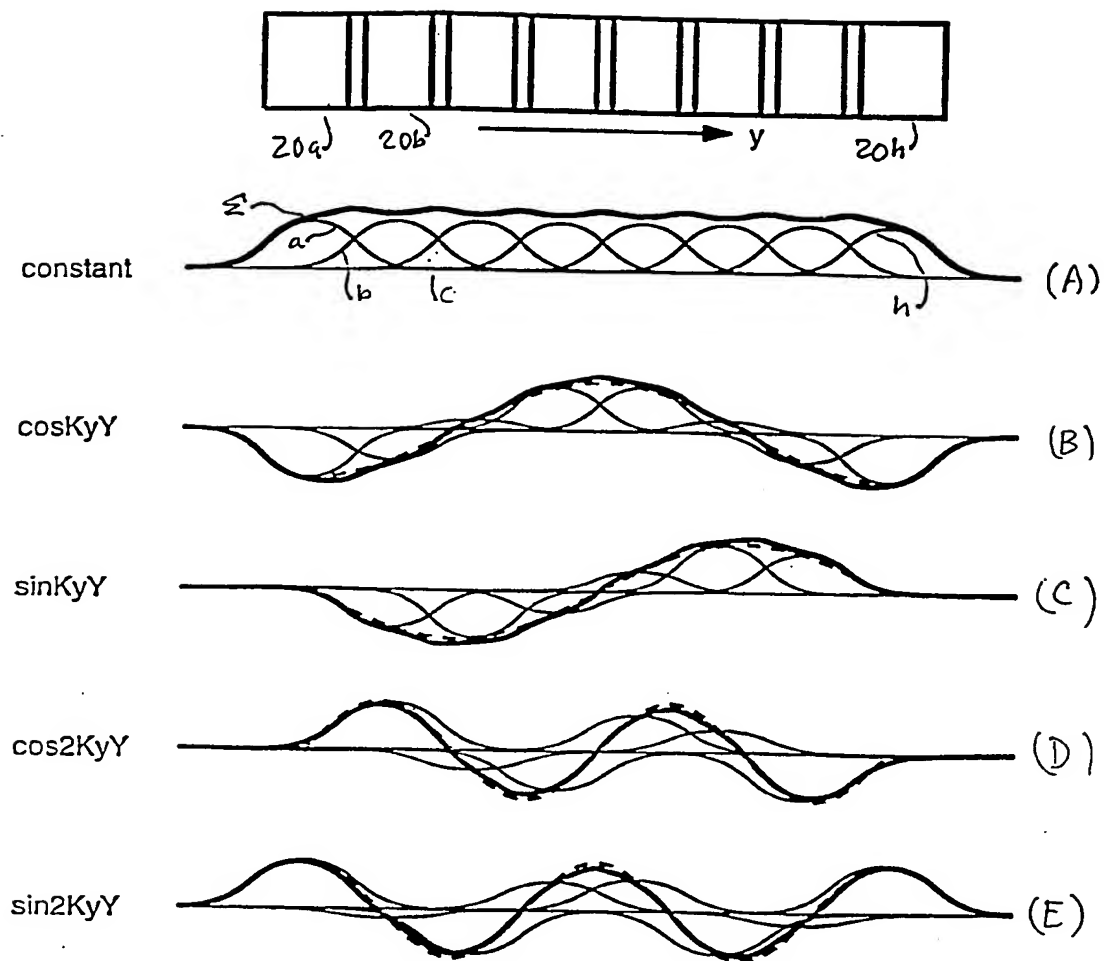 20a 20b y 20h
Σ a
constant b c h (A)
cosKyY (B)
sinKyY (C)
cos2KyY (D)
sin2KyY (E)